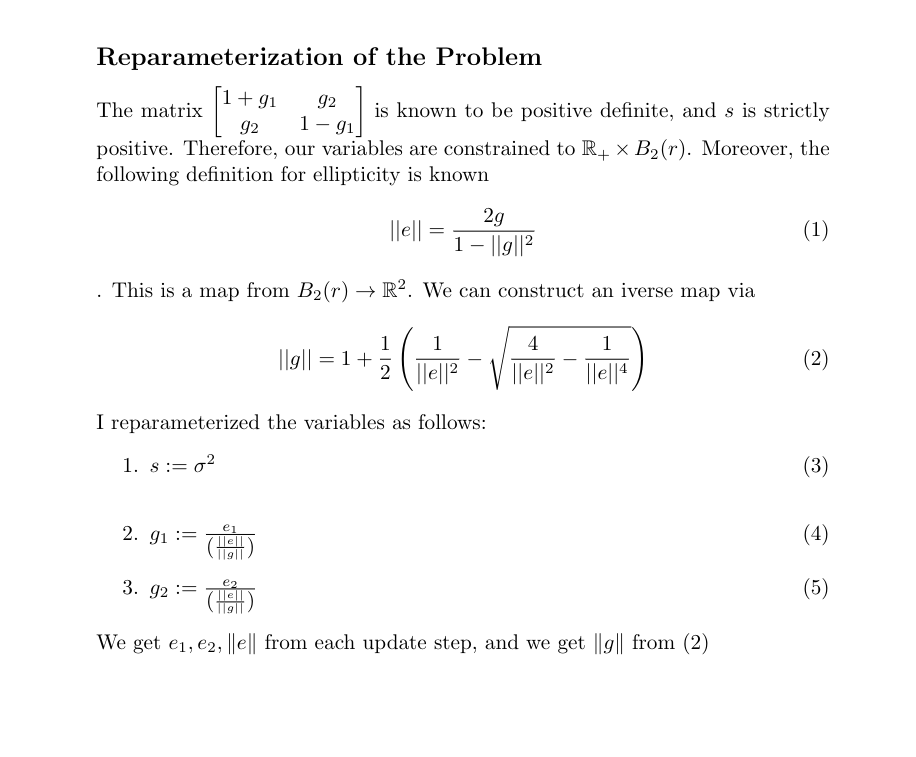 Reparameterization of the Problem
The matrix $\begin{bmatrix} 1+g_1 & g_2 \\ g_2 & 1-g_1 \end{bmatrix}$ is known to be positive definite, and $s$ is strictly
positive. Therefore, our variables are constrained to $\mathbb{R}_+ \times B_2(r)$. Moreover, the
following definition for ellipticity is known
$||e|| = \frac{2g}{1-||g||^2}$ (1)
. This is a map from $B_2(r) \to \mathbb{R}^2$. We can construct an iverse map via
$||g|| = 1 + \frac{1}{2}\left(\frac{1}{||e||^2} - \sqrt{\frac{4}{||e||^2} - \frac{1}{||e||^4}}\right)$ (2)
I reparameterized the variables as follows:
1. $s := \sigma^2$ (3)
2. $g_1 := \frac{e_1}{(\frac{||e||}{||g||})}$ (4)
3. $g_2 := \frac{e_2}{(\frac{||e||}{||g||})}$ (5)
We get $e_1, e_2, \|e\|$ from each update step, and we get $\|g\|$ from (2)